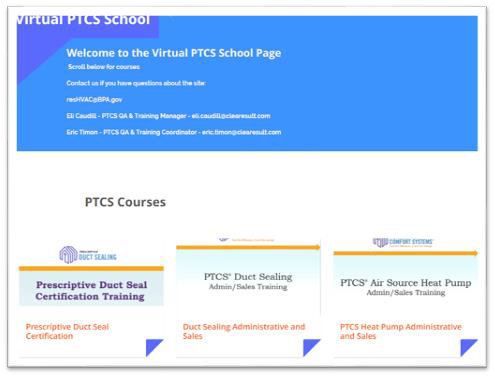 Virtual PTCS School
Welcome to the Virtual PTCS School Page
Scroll below for courses
Contact us if you have questions about the site:
resHVAC@BPA.gov
Eli Caudill - PTCS QA & Training Manager - eli.caudill@clearesult.com
Eric Timon - PTCS QA & Training Coordinator - eric.timon@clearesult.com
PTCS Courses
PRESCRIPTIVE
DUCT SEALING
Prescriptive Duct Seal
Certification Training
Prescriptive Duct Seal
Certification
PTCS® Duct Sealing
Admin/Sales Training
Duct Sealing Administrative and
Sales
COMFORT SYSTEMS
PTCS® Air Source Heat Pump
Admin/Sales Training
PTCS Heat Pump Administrative
and Sales